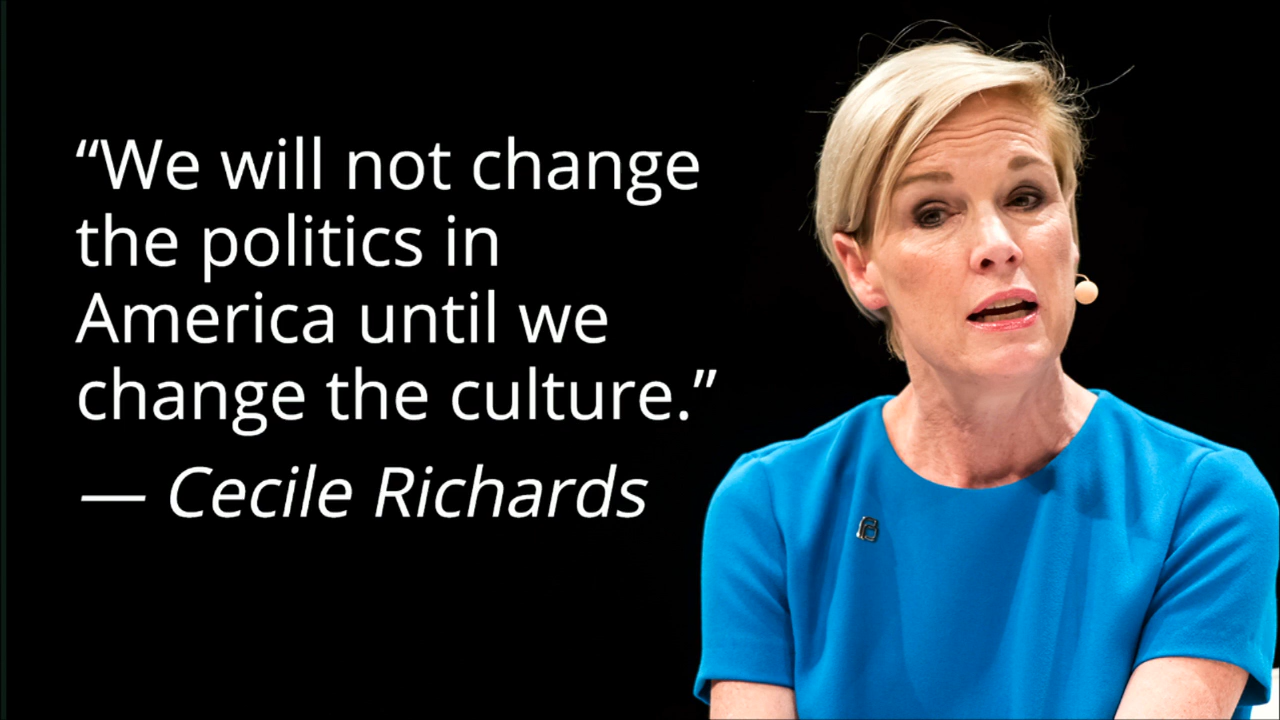 “We will not change
the politics in
America until we
change the culture.”
— Cecile Richards